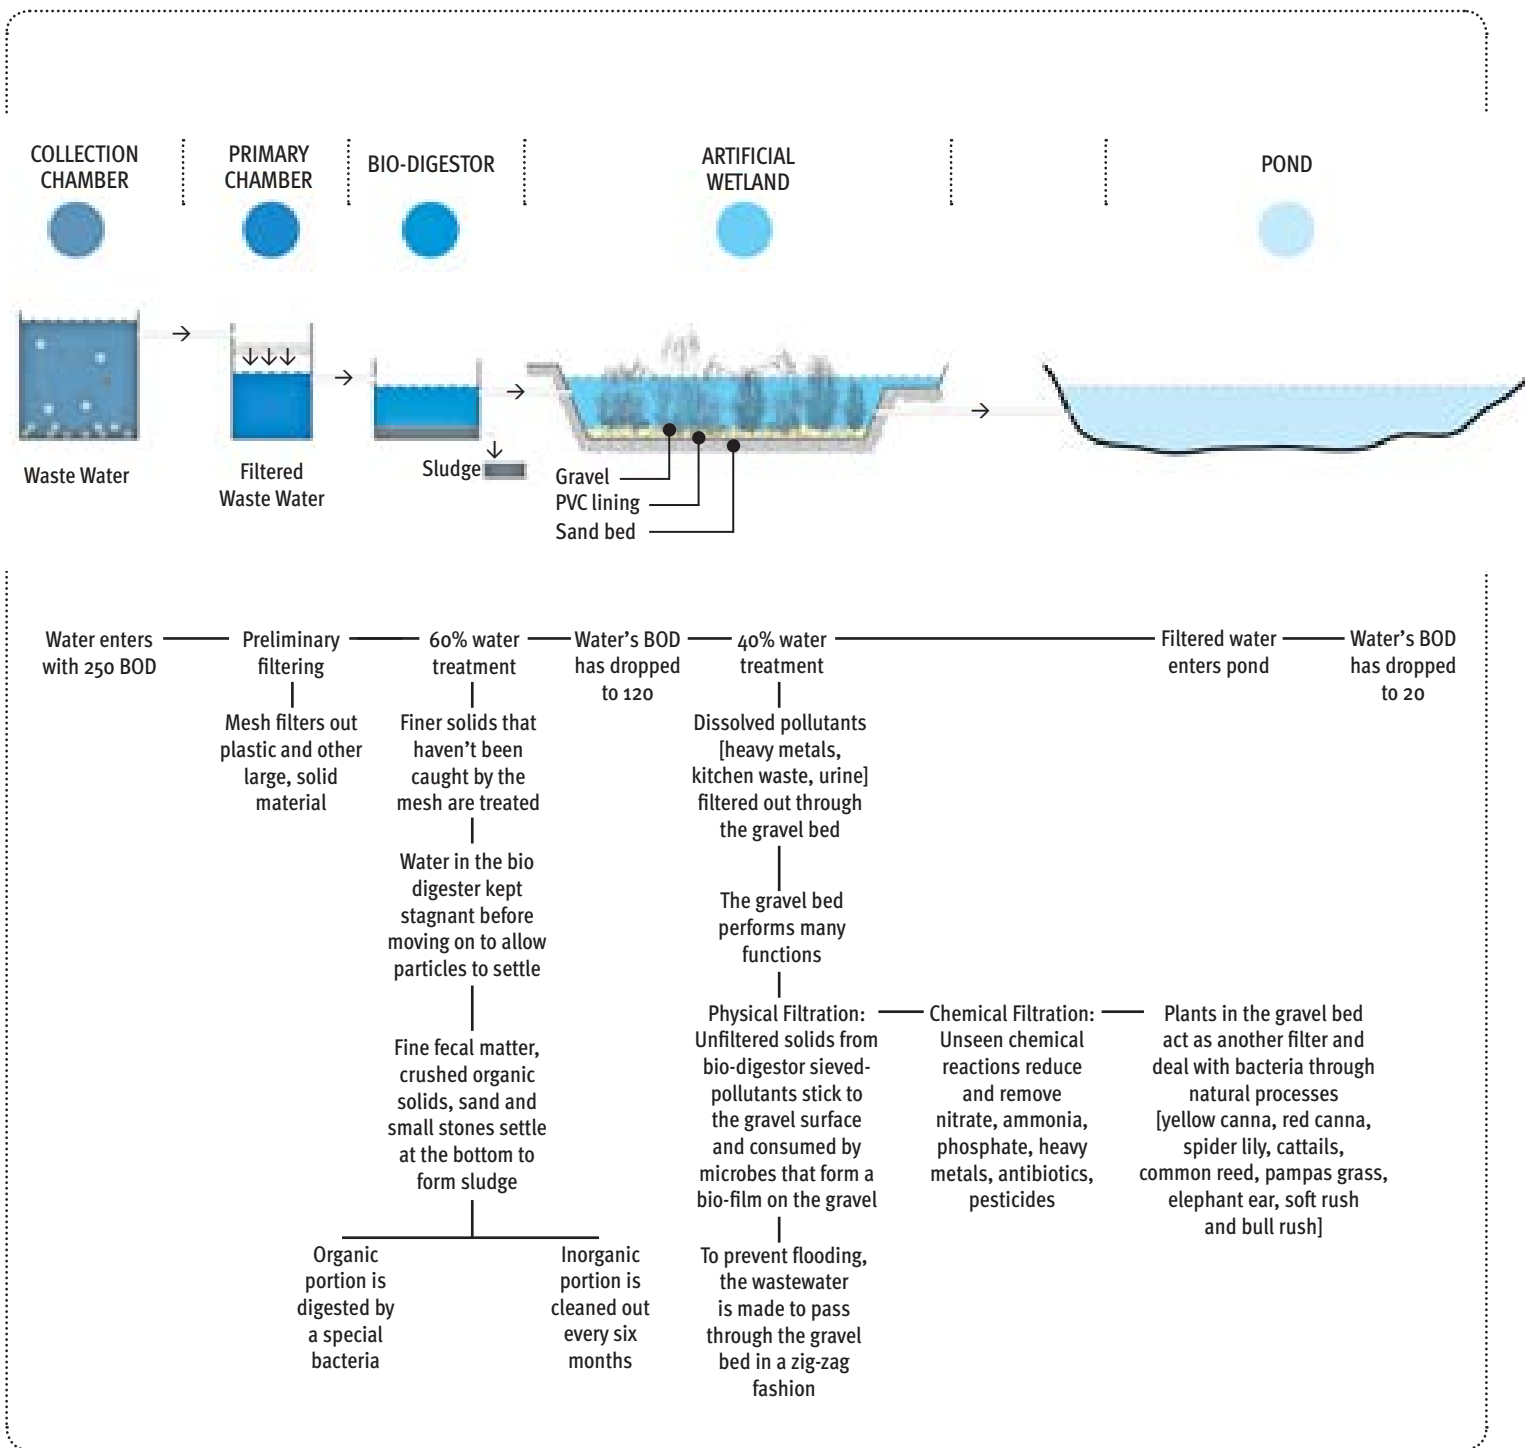 COLLECTION
CHAMBER
PRIMARY
CHAMBER
BIO-DIGESTOR
ARTIFICIAL
WETLAND
POND
Waste Water
Filtered
Waste Water
Sludge
Gravel
PVC lining
Sand bed
Water enters
with 250 BOD
Preliminary
filtering
60% water
treatment
Water's BOD
has dropped
to 120
40% water
treatment
Filtered water
enters pond
Water's BOD
has dropped
to 20
Mesh filters out
plastic and other
large, solid
material
Finer solids that
haven't been
caught by the
mesh are treated
Water in the bio
digester kept
stagnant before
moving on to allow
particles to settle
Fine fecal matter,
crushed organic
solids, sand and
small stones settle
at the bottom to
form sludge
Organic
portion is
digested by
a special
bacteria
Inorganic
portion is
cleaned out
every six
months
Dissolved pollutants
[heavy metals,
kitchen waste, urine]
filtered out through
the gravel bed
The gravel bed
performs many
functions
Physical Filtration:
Unfiltered solids from
bio-digestor sieved-
pollutants stick to
the gravel surface
and consumed by
microbes that form a
bio-film on the gravel
To prevent flooding,
the wastewater
is made to pass
through the gravel
bed in a zig-zag
fashion
Chemical Filtration:
Unseen chemical
reactions reduce
and remove
nitrate, ammonia,
phosphate, heavy
metals, antibiotics,
pesticides
Plants in the gravel bed
act as another filter and
deal with bacteria through
natural processes
[yellow canna, red canna,
spider lily, cattails,
common reed, pampas grass,
elephant ear, soft rush
and bull rush]